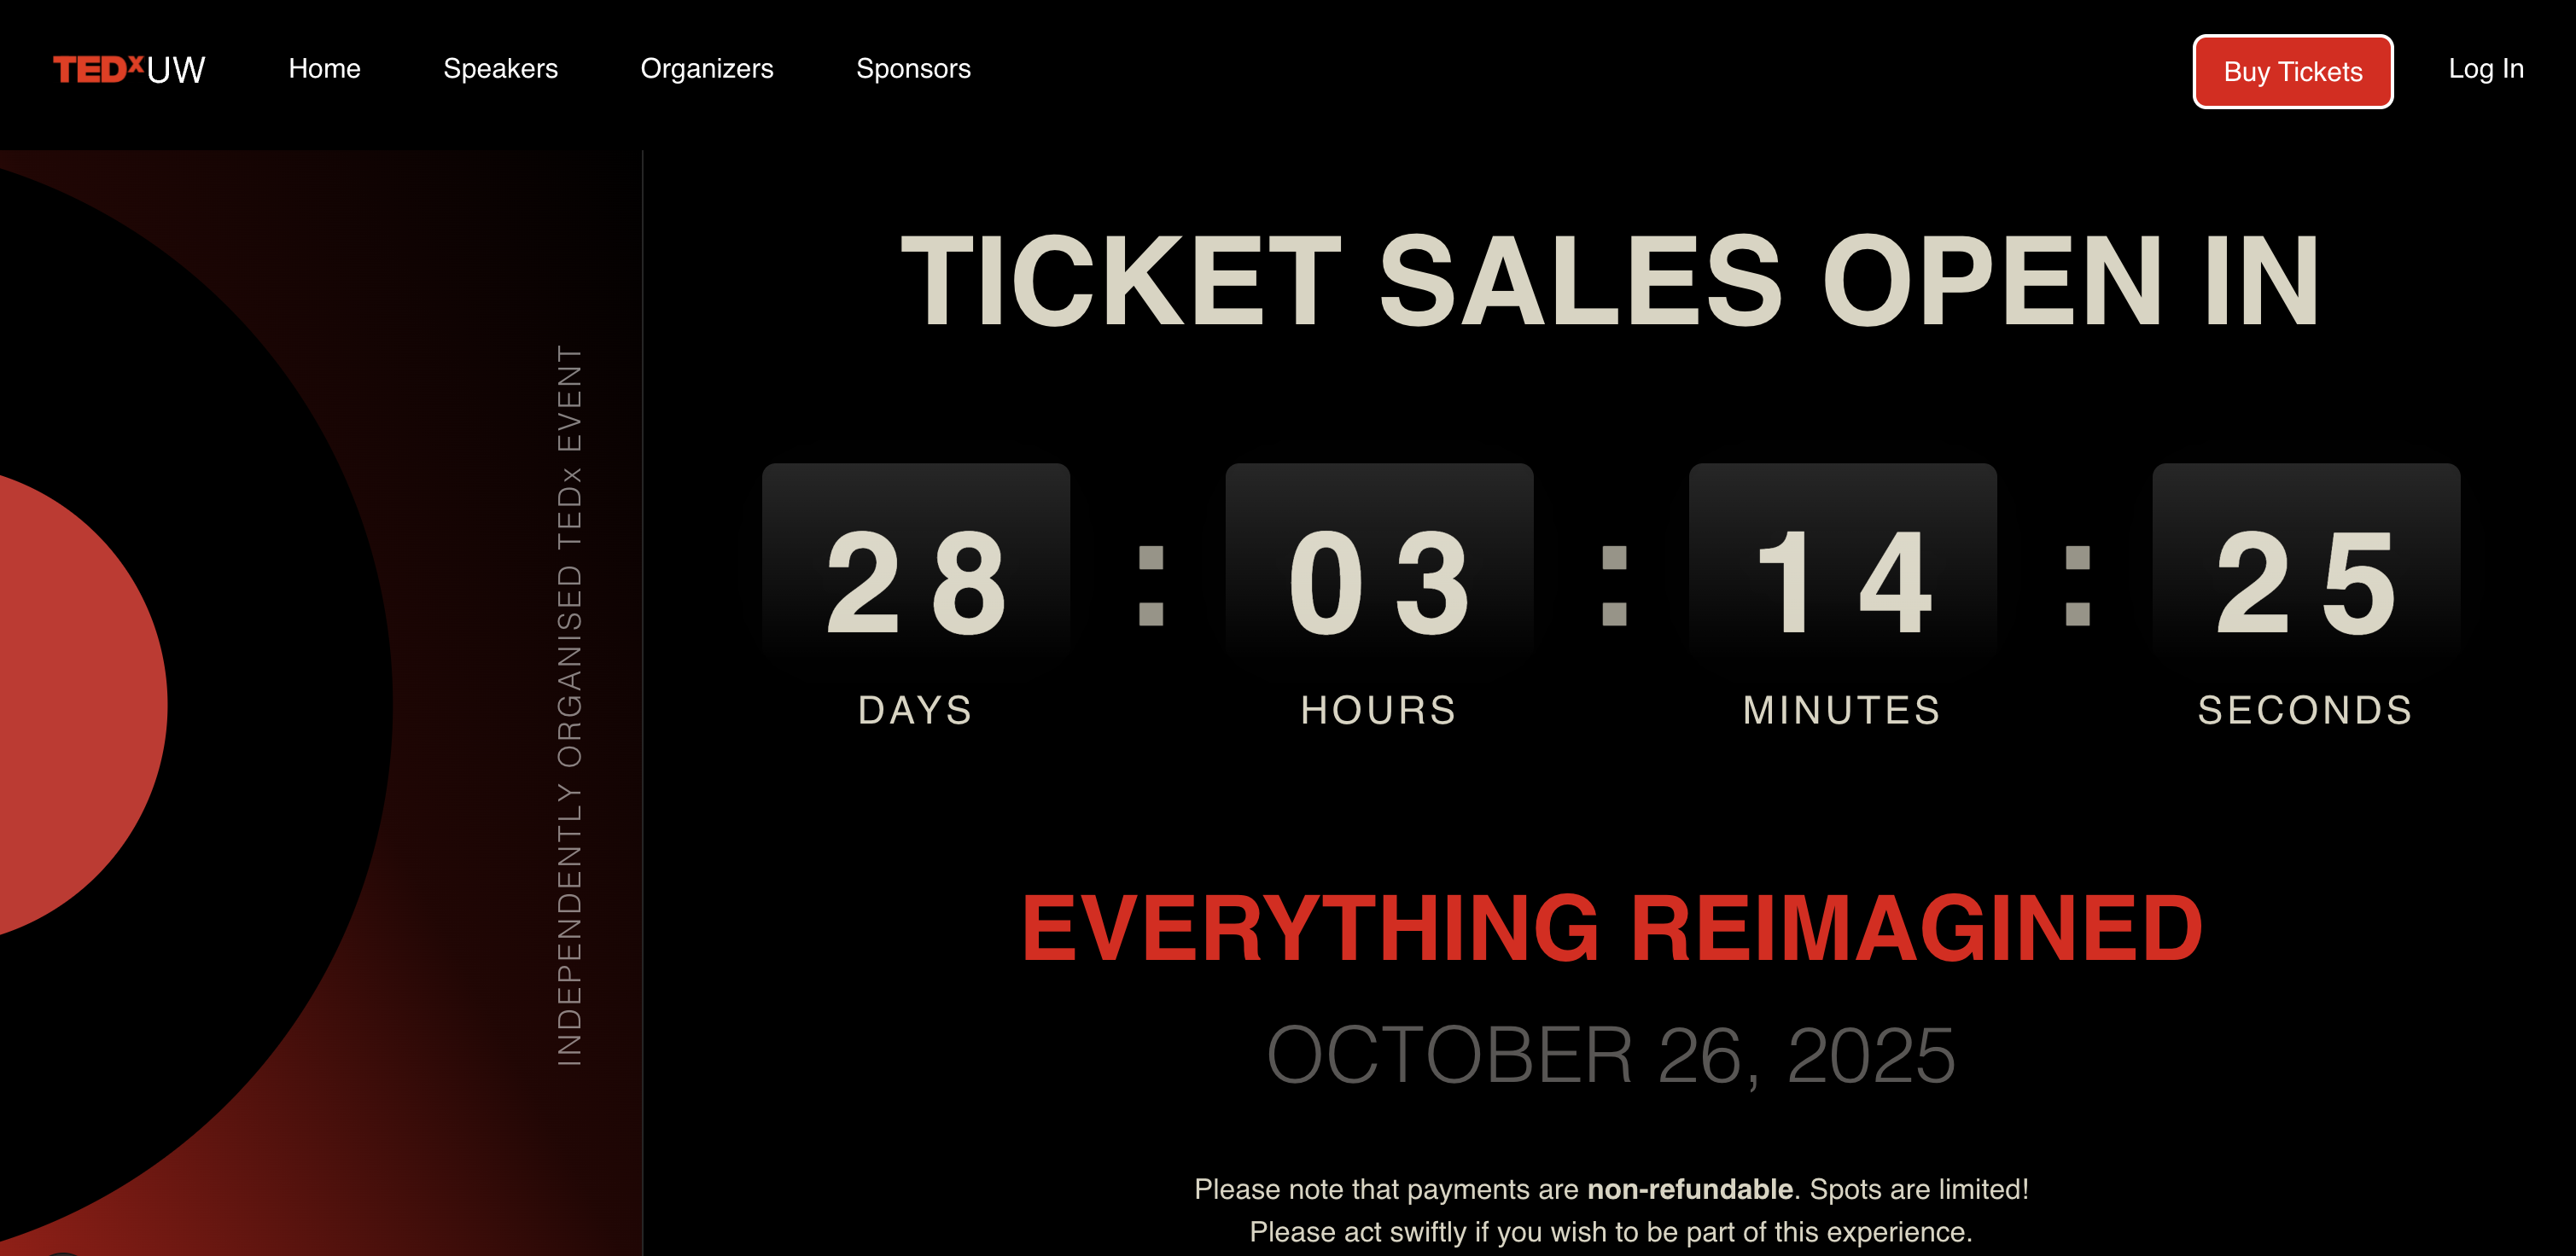 TEDxUW
Home
Speakers
Organizers
Sponsors
Buy Tickets
Log In
INDEPENDENTLY ORGANISED TEDx EVENT
TICKET SALES OPEN IN
28 : 03 : 14 : 25
DAYS HOURS MINUTES SECONDS
EVERYTHING REIMAGINED
OCTOBER 26, 2025
Please note that payments are non-refundable. Spots are limited!
Please act swiftly if you wish to be part of this experience.